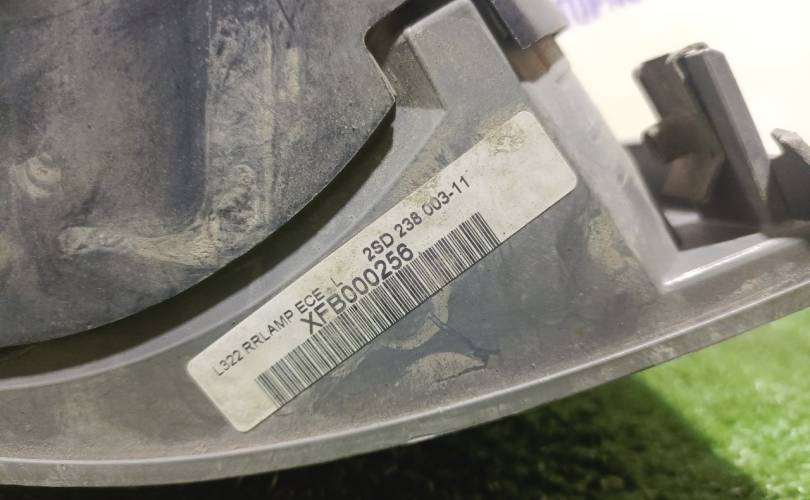 L322 RRLAMP ECE - L 2SD 238 003-11
XFB000256